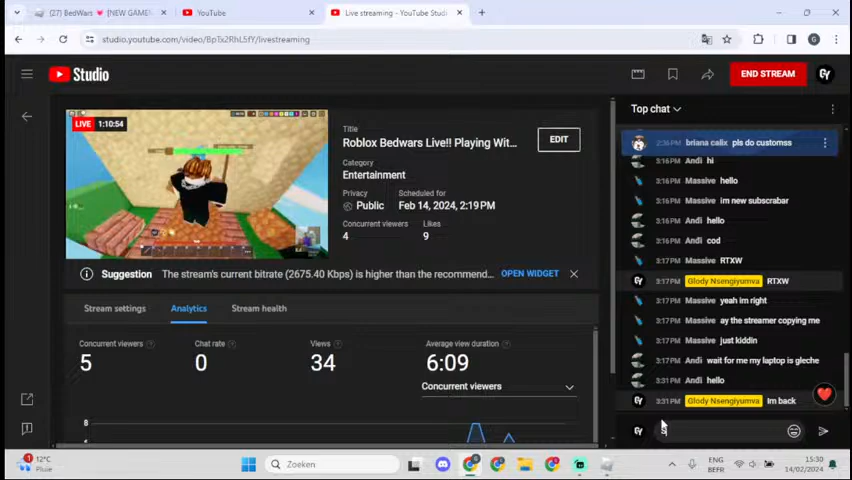 (27) BedWars 💗 [NEW GAME!
YouTube
Live streaming - YouTube Studio
studio.youtube.com/video/BpTx2RhL5fY/livestreaming
Studio
END STREAM
LIVE 1:10:54
Title
Roblox Bedwars Live!! Playing Wit...
EDIT
Category
Entertainment
Privacy
Public
Scheduled for
Feb 14, 2024, 2:19 PM
Concurrent viewers
4
Likes
9
Suggestion The stream's current bitrate (2675.40 Kbps) is higher than the recommend... OPEN WIDGET
Stream settings
Analytics
Stream health
Concurrent viewers
5
Chat rate
0
Views
34
Average view duration
6:09
Concurrent viewers
8
Top chat
2:36 PM briana calix pls do customss
3:16 PM Andi hi
3:16 PM Massive hello
3:16 PM Massive im new subscrabar
3:16 PM Andi hello
3:16 PM Andi cod
3:17 PM Massive RTXW
3:17 PM Glody Nsengiyumva RTXW
3:17 PM Massive yeah im right
3:17 PM Massive ay the streamer copying me
3:17 PM Massive just kiddin
3:17 PM Andi wait for me my laptop is gleche
3:31 PM Andi hello
3:31 PM Glody Nsengiyumva Im back
12°C
Pluie
Zoeken
ENG
BEFR
15:30
14/02/2024